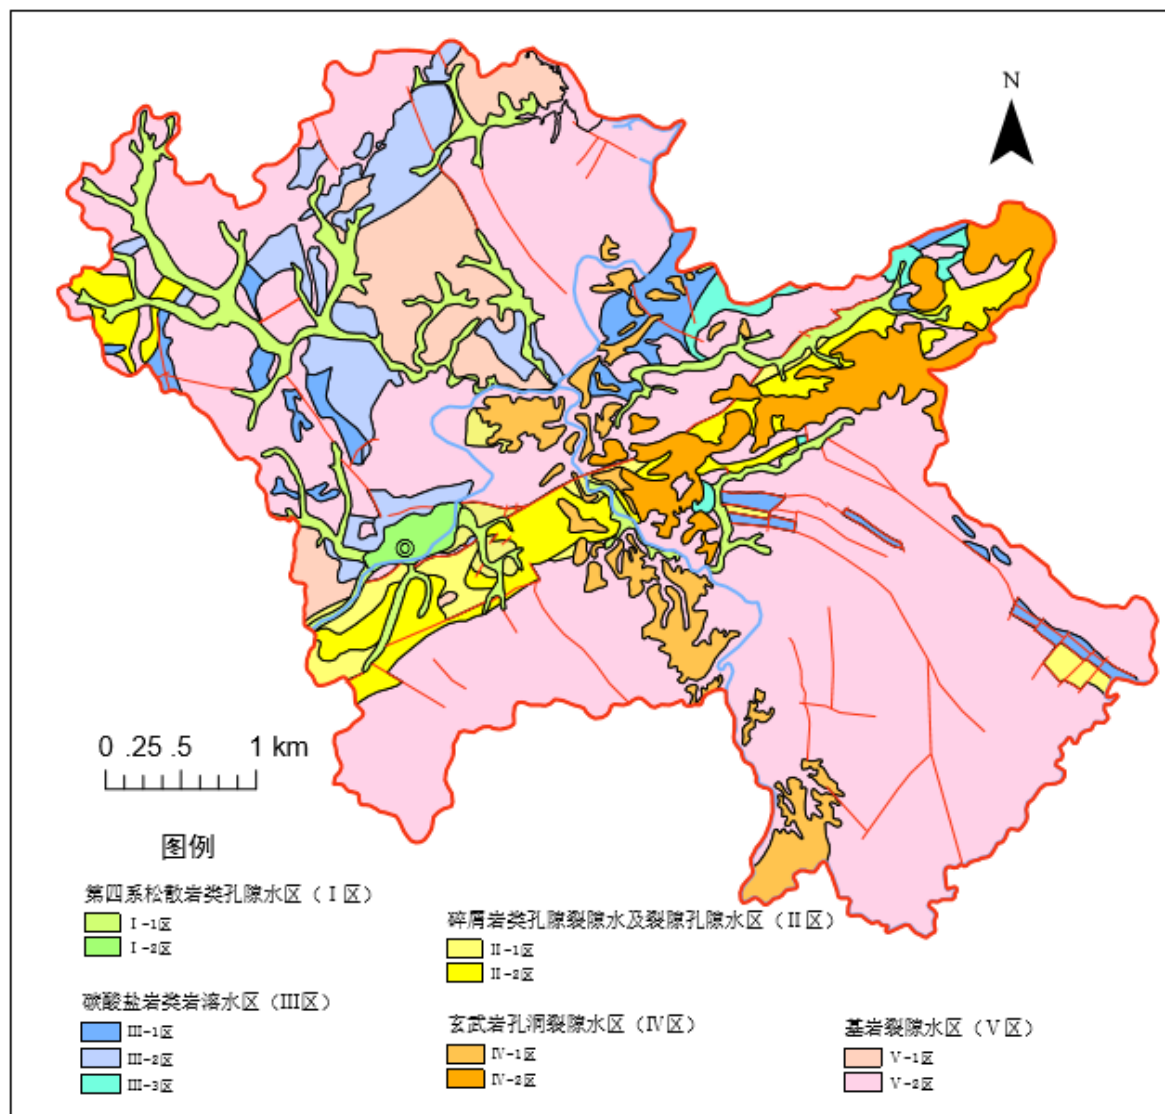 N
0 .25 .5 1 km
图例
第四系松散岩类孔隙水区（I区）
I-1区
I-2区
碎屑岩类孔隙裂隙水及裂隙孔隙水区（II区）
II-1区
II-2区
碳酸盐岩类岩溶水区（III区）
III-1区
III-2区
III-3区
玄武岩孔洞裂隙水区（IV区）
IV-1区
IV-2区
基岩裂隙水区（V区）
V-1区
V-2区